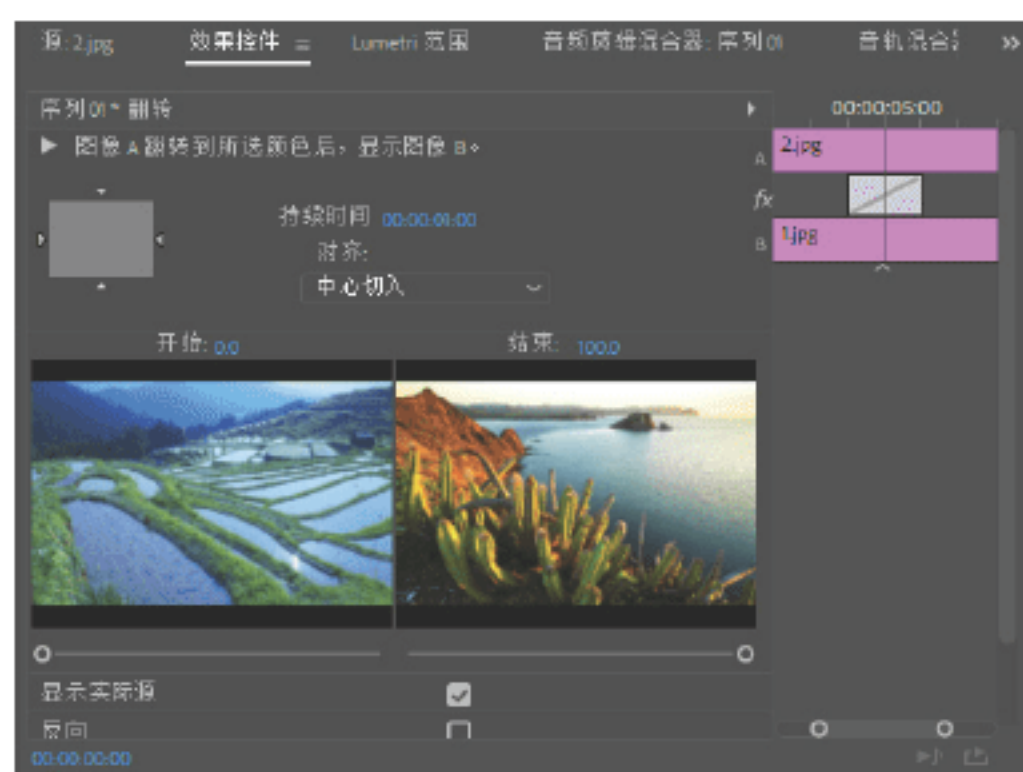 源: 2.jpg 效果控件 Lumetri 范围 音频剪辑混合器: 序列 01 音轨混合器
序列 01 * 翻转 00:00:05:00
图像 A 翻转到所选颜色后，显示图像 B。
A 2.jpg
fx
持续时间 00:00:01:00
B 1.jpg
对齐:
中心切入
开始: 0.0 结束: 100.0
显示实际源
反向
00:00:00:00